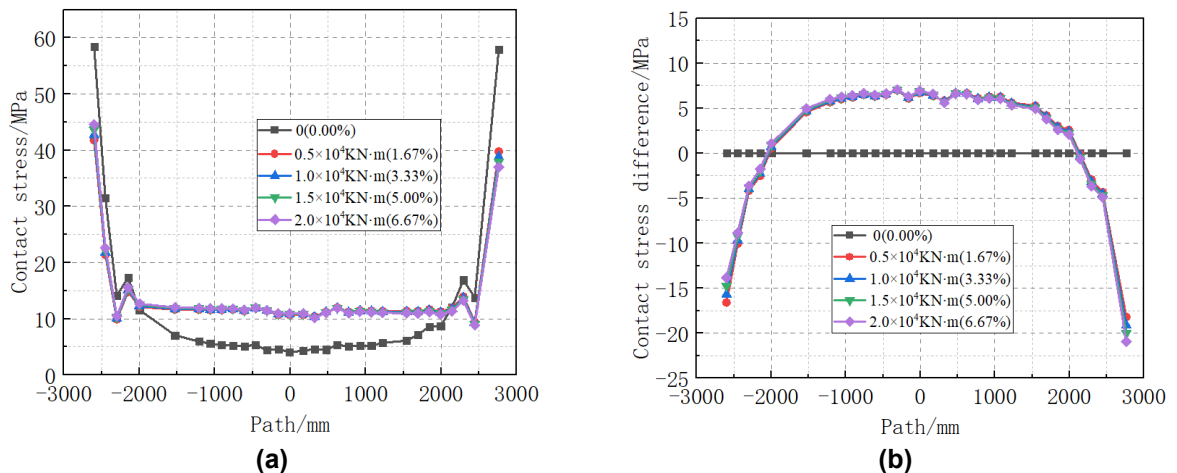 Contact stress/MPa
60
50
40
30
20
10
0
-3000 -2000 -1000 0 1000 2000 3000
Path/mm
0(0.00%)
0.5×10⁴KN·m(1.67%)
1.0×10⁴KN·m(3.33%)
1.5×10⁴KN·m(5.00%)
2.0×10⁴KN·m(6.67%)
(a)
Contact stress difference/MPa
15
10
5
0
-5
-10
-15
-20
-25
-3000 -2000 -1000 0 1000 2000 3000
Path/mm
0(0.00%)
0.5×10⁴KN·m(1.67%)
1.0×10⁴KN·m(3.33%)
1.5×10⁴KN·m(5.00%)
2.0×10⁴KN·m(6.67%)
(b)